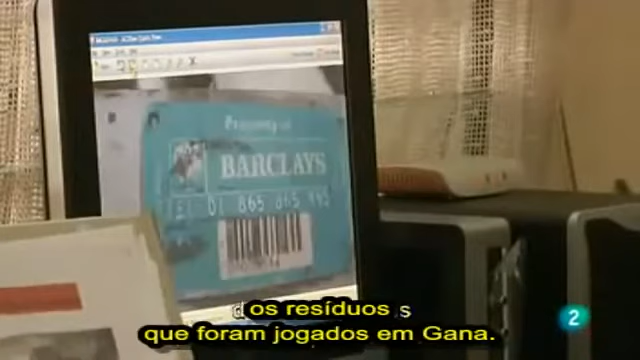 Property of
BARCLAYS
01 865 865 445
os resíduos
que foram jogados em Gana.
2